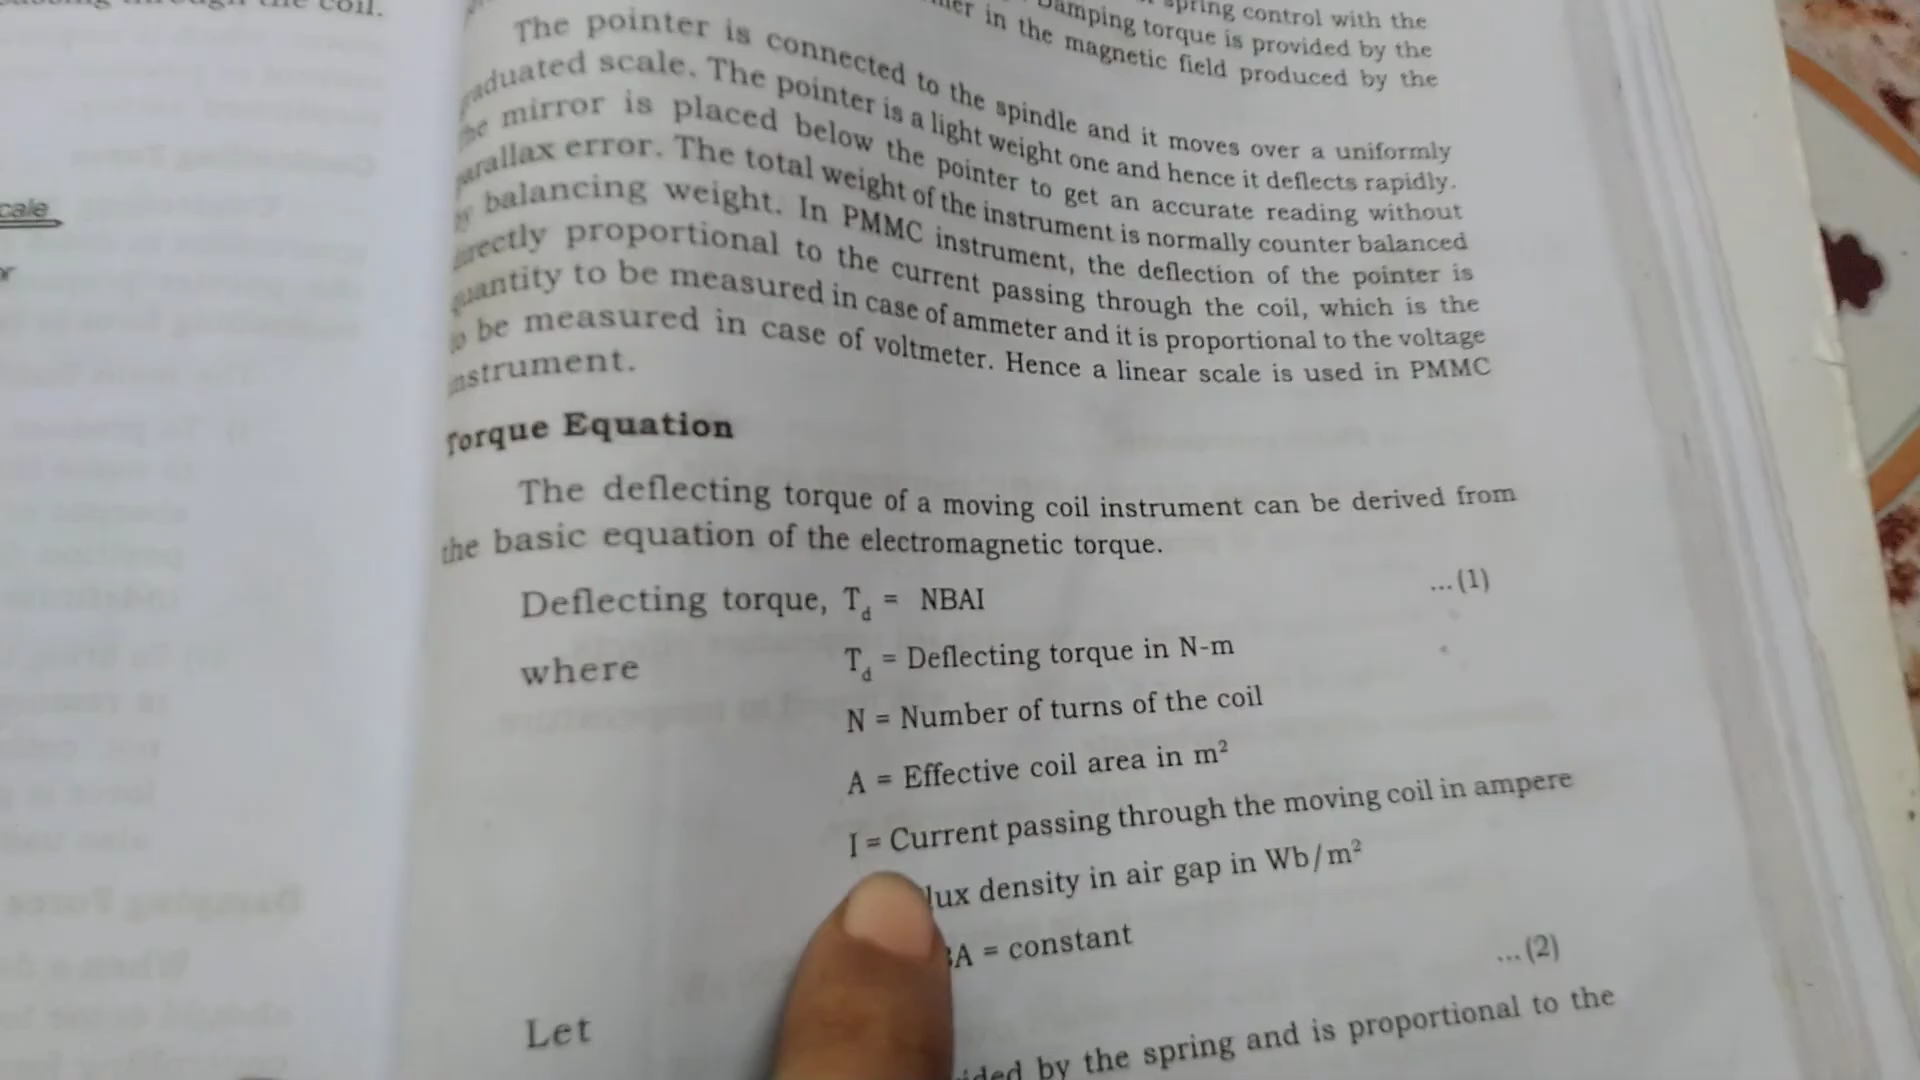 coil.
cale
or
spring control with the
Damping torque is provided by the
in the magnetic field produced by the
The pointer is connected to the spindle and it moves over a uniformly
graduated scale. The pointer is a light weight one and hence it deflects rapidly.
mirror is placed below the pointer to get an accurate reading without
parallax error. The total weight of the instrument is normally counter balanced
by balancing weight. In PMMC instrument, the deflection of the pointer is
directly proportional to the current passing through the coil, which is the
quantity to be measured in case of ammeter and it is proportional to the voltage
to be measured in case of voltmeter. Hence a linear scale is used in PMMC
instrument.
Torque Equation
The deflecting torque of a moving coil instrument can be derived from
the basic equation of the electromagnetic torque.
Deflecting torque, T_d = NBAI ...(1)
where T_d = Deflecting torque in N-m
N = Number of turns of the coil
A = Effective coil area in m²
I = Current passing through the moving coil in ampere
lux density in air gap in Wb/m²
A = constant
...(2)
Let
by the spring and is proportional to the